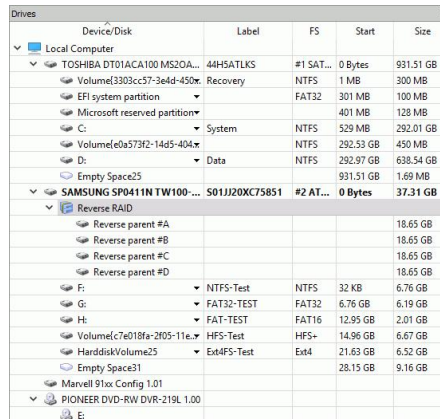 Drives
Device/Disk Label FS Start Size
Local Computer
TOSHIBA DT01ACA100 MS2OA... 44H5ATLKS #1 SAT... 0 Bytes 931.51 GB
Volume{3303cc57-3e4d-450... Recovery NTFS 1 MB 300 MB
EFI system partition FAT32 301 MB 100 MB
Microsoft reserved partition 401 MB 128 MB
C: System NTFS 529 MB 292.01 GB
Volume{e0a573f2-14d5-404... NTFS 292.53 GB 450 MB
D: Data NTFS 292.97 GB 638.54 GB
Empty Space25 931.51 GB 1.69 MB
SAMSUNG SP0411N TW100-... S01JJ20XC75851 #2 AT... 0 Bytes 37.31 GB
Reverse RAID
Reverse parent #A 18.65 GB
Reverse parent #B 18.65 GB
Reverse parent #C 18.65 GB
Reverse parent #D 18.65 GB
F: NTFS-Test NTFS 32 KB 6.76 GB
G: FAT32-TEST FAT32 6.76 GB 6.19 GB
H: FAT-TEST FAT16 12.95 GB 2.01 GB
Volume{c7e018fa-2f05-11e... HFS-Test HFS+ 14.96 GB 6.67 GB
HarddiskVolume25 Ext4FS-Test Ext4 21.63 GB 6.52 GB
Empty Space31 28.15 GB 9.16 GB
Marvell 91xx Config 1.01
PIONEER DVD-RW DVR-219L 1.00
E: